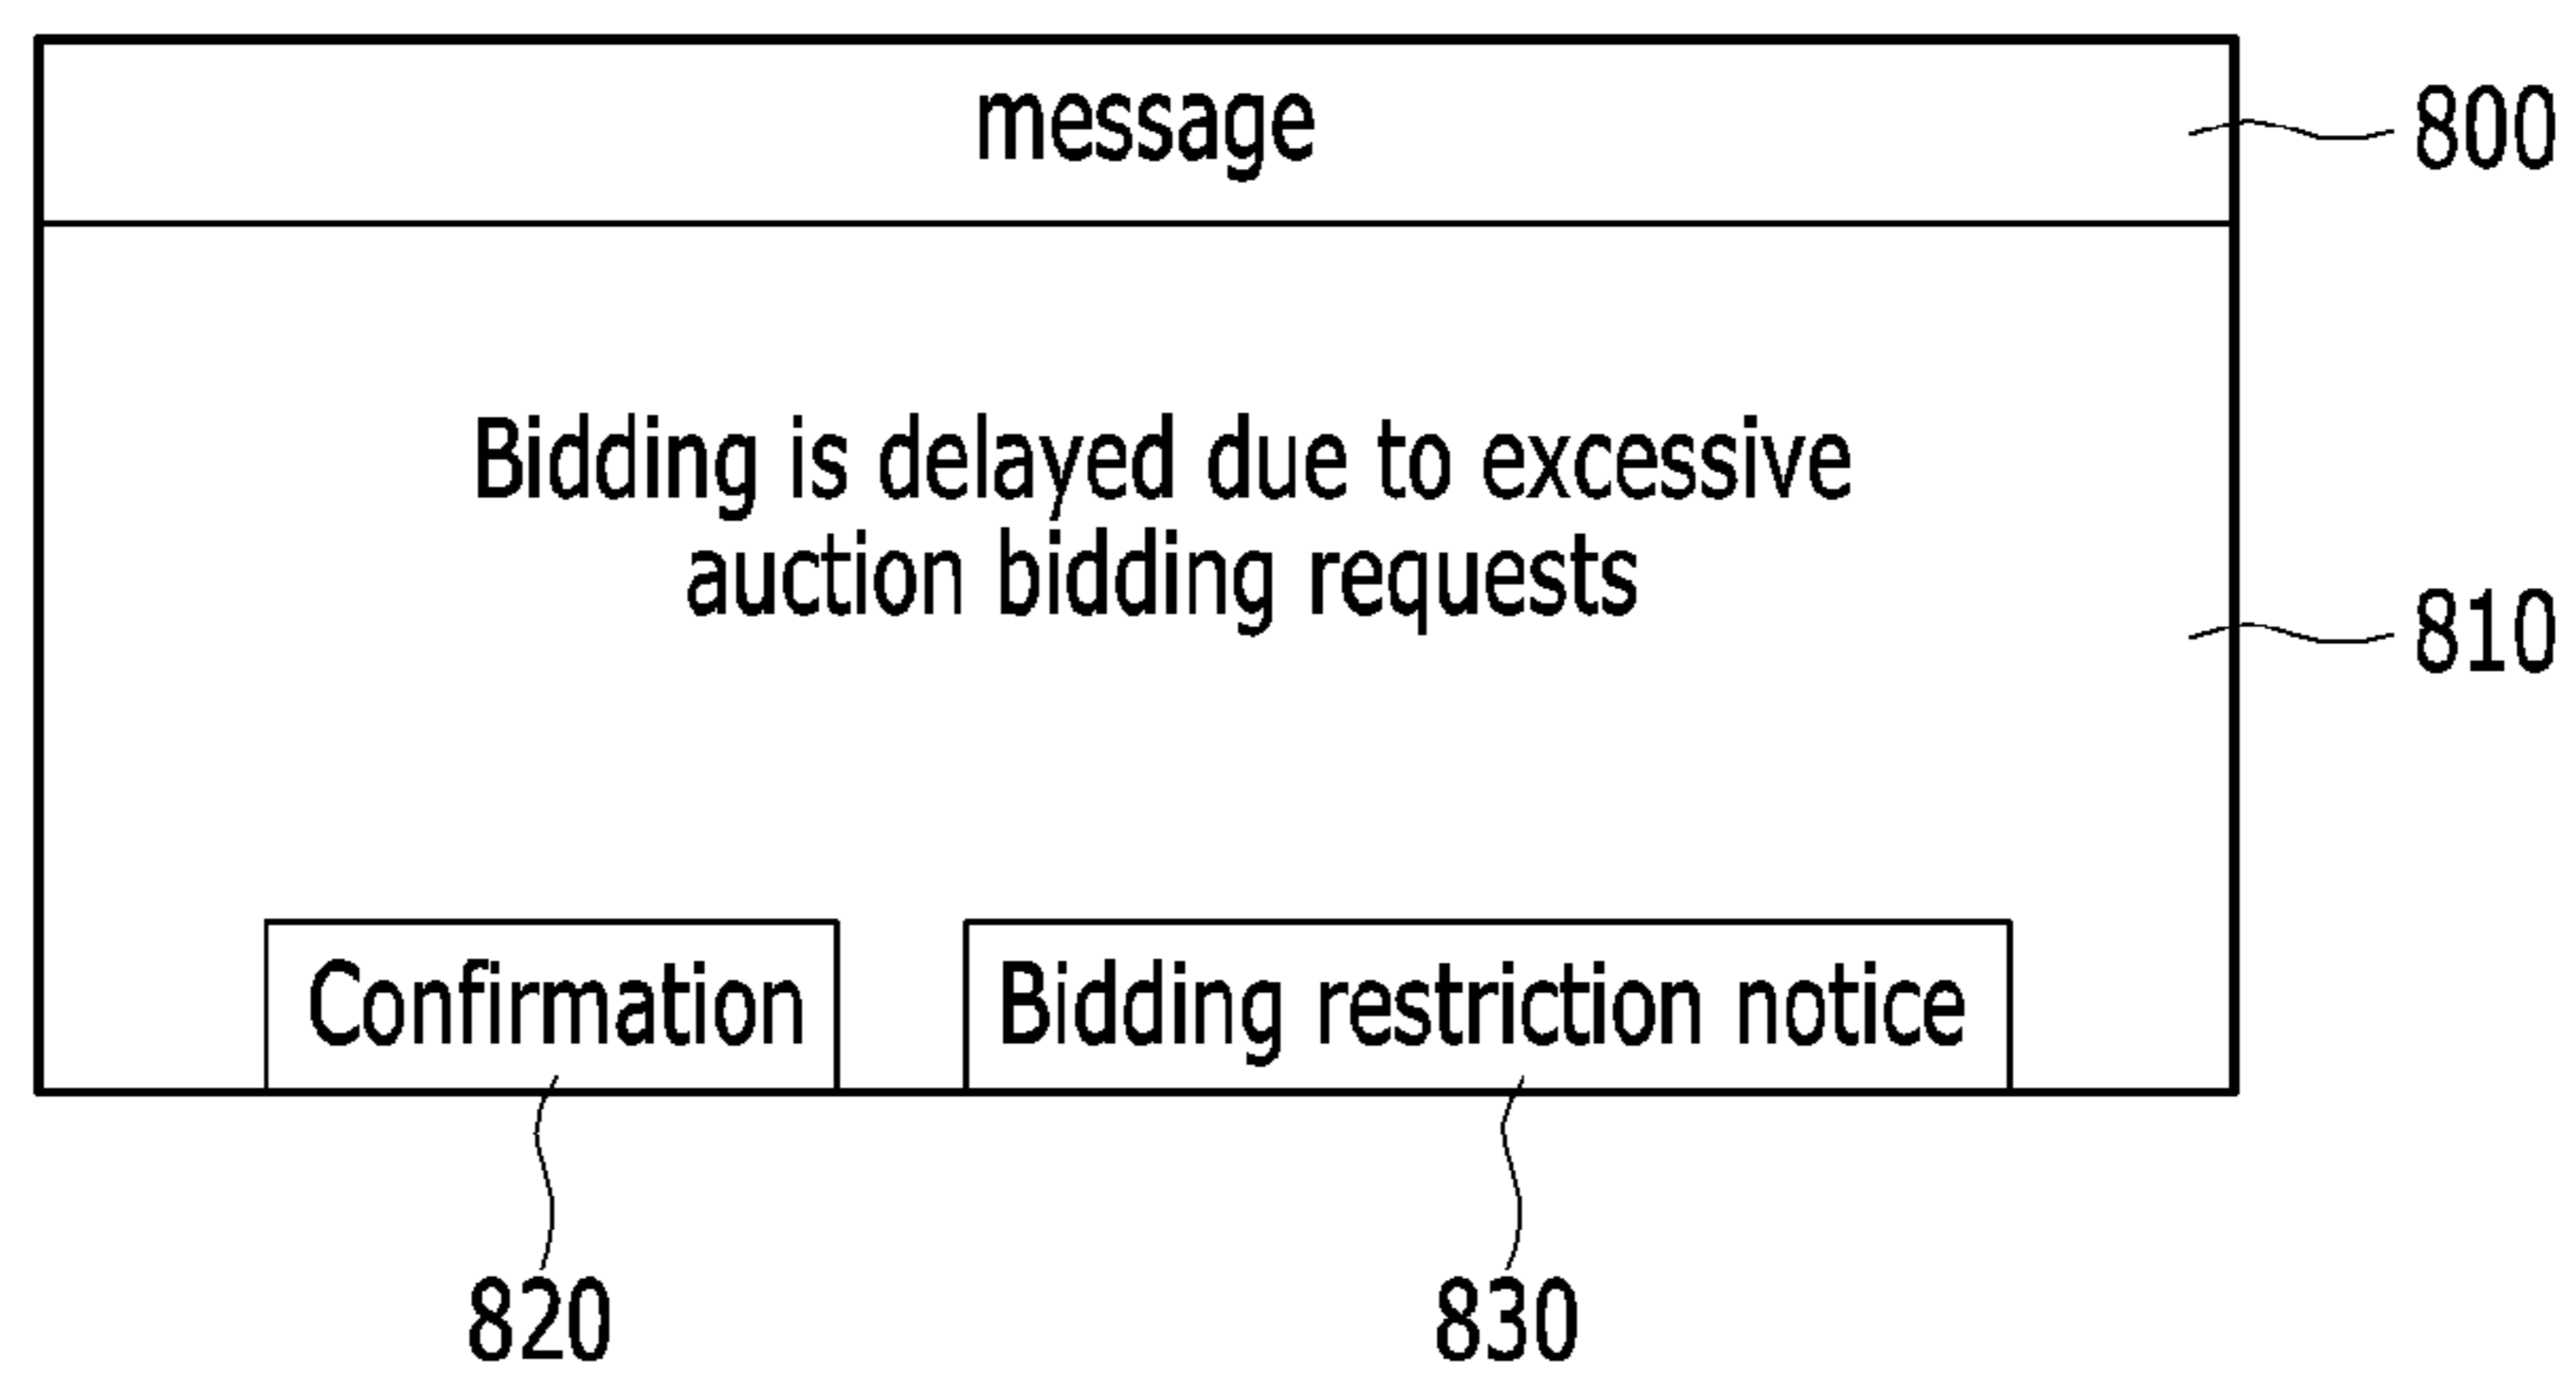 message
800
Bidding is delayed due to excessive
auction bidding requests
810
Confirmation
Bidding restriction notice
820
830